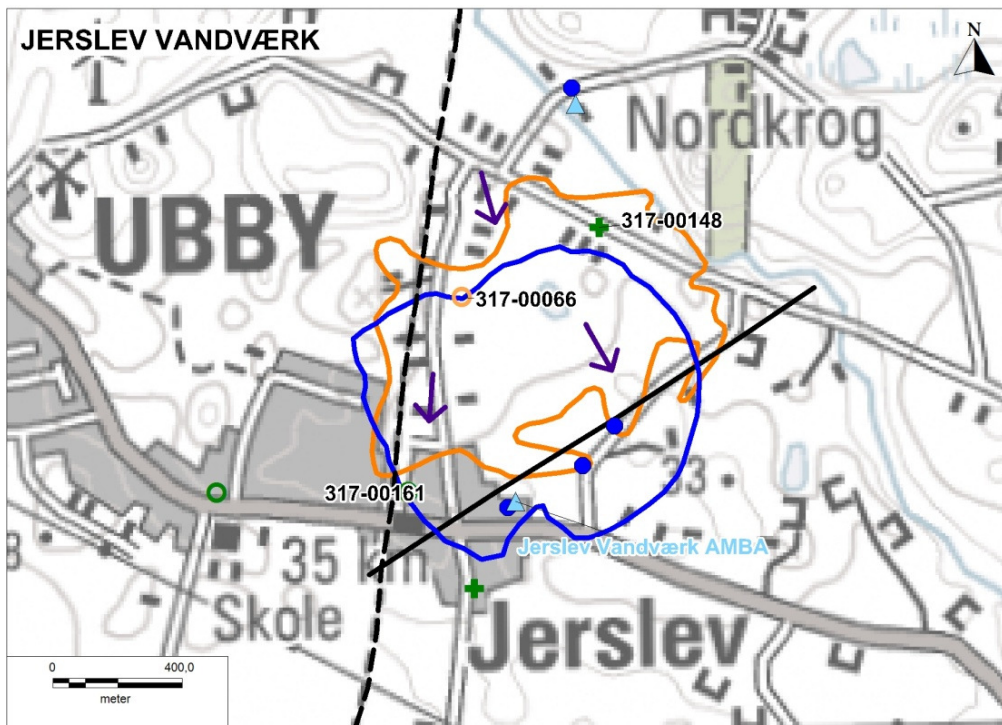 JERSLEV VANDVÆRK
N
Nordkrog
UBBY
317-00148
317-00066
317-00161
33
Jerslev Vandværk AMBA
35
Skole
Jerslev
0 400,0
meter